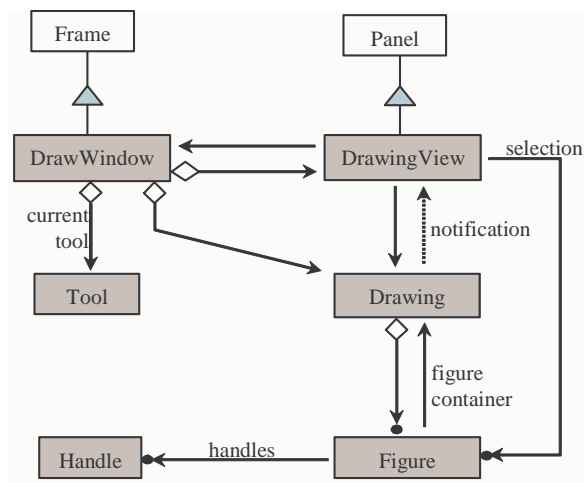 Frame
Panel
DrawWindow
DrawingView
selection
current
tool
notification
Tool
Drawing
figure
container
handles
Handle
Figure